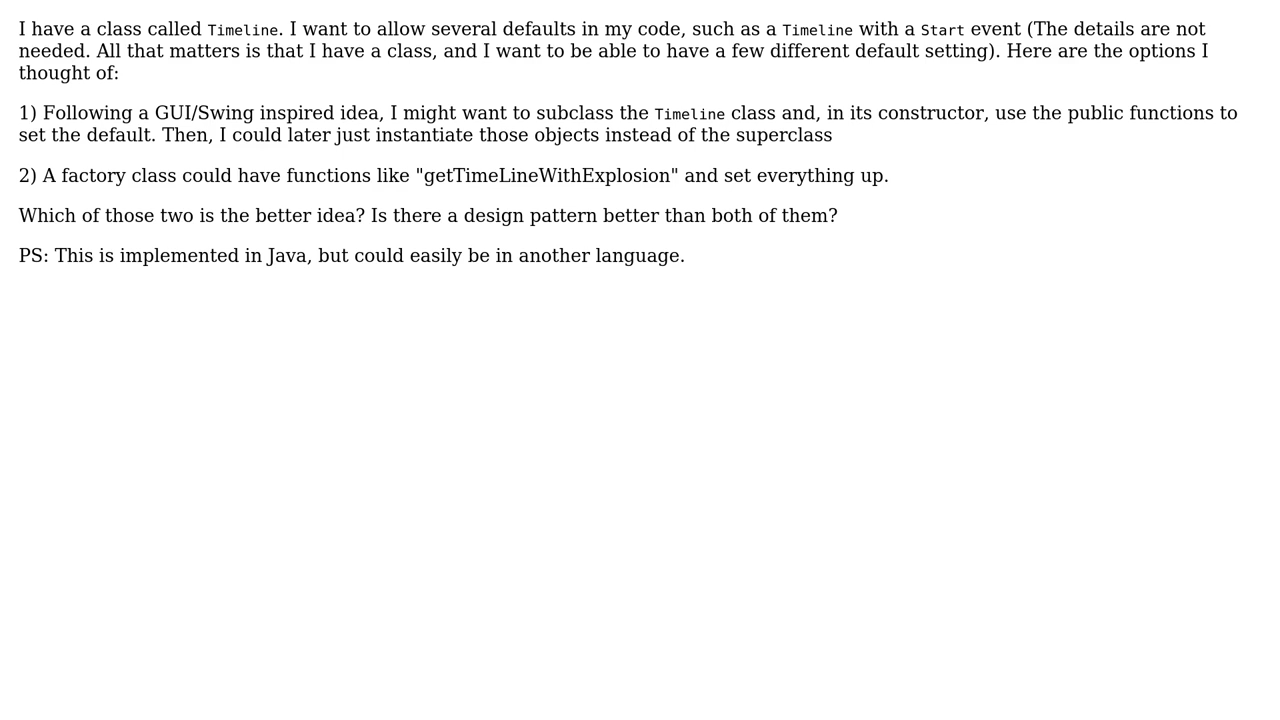 I have a class called Timeline. I want to allow several defaults in my code, such as a Timeline with a Start event (The details are not
needed. All that matters is that I have a class, and I want to be able to have a few different default setting). Here are the options I
thought of:
1) Following a GUI/Swing inspired idea, I might want to subclass the Timeline class and, in its constructor, use the public functions to
set the default. Then, I could later just instantiate those objects instead of the superclass
2) A factory class could have functions like "getTimeLineWithExplosion" and set everything up.
Which of those two is the better idea? Is there a design pattern better than both of them?
PS: This is implemented in Java, but could easily be in another language.